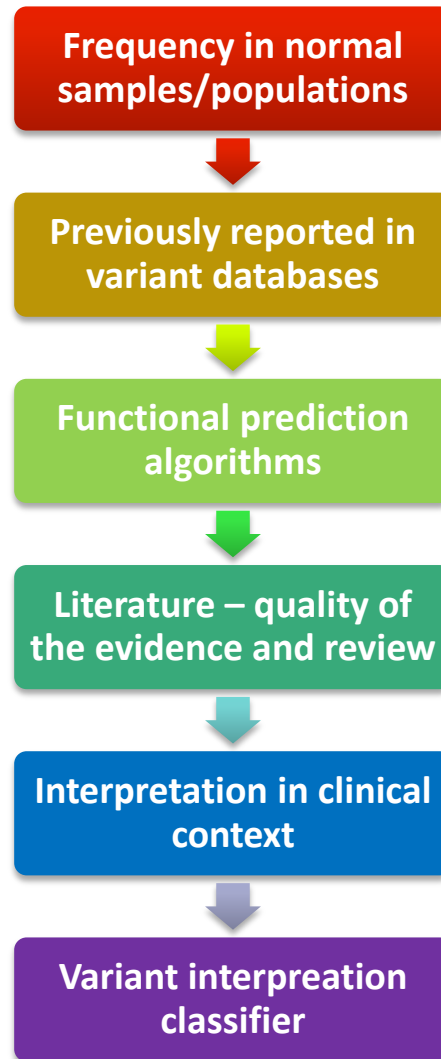 Frequency in normal
samples/populations
Previously reported in
variant databases
Functional prediction
algorithms
Literature – quality of
the evidence and review
Interpretation in clinical
context
Variant interpreation
classifier